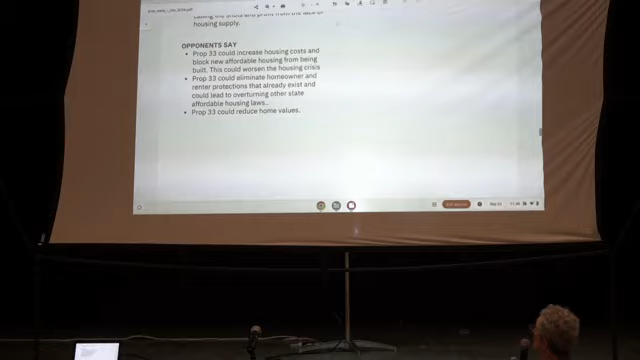 housing supply.
OPPONENTS SAY
• Prop 33 could increase housing costs and
block new affordable housing from being
built. This could worsen the housing crisis
• Prop 33 could eliminate homeowner and
renter protections that already exist and
could lead to overturning other state
affordable housing laws..
• Prop 33 could reduce home values.